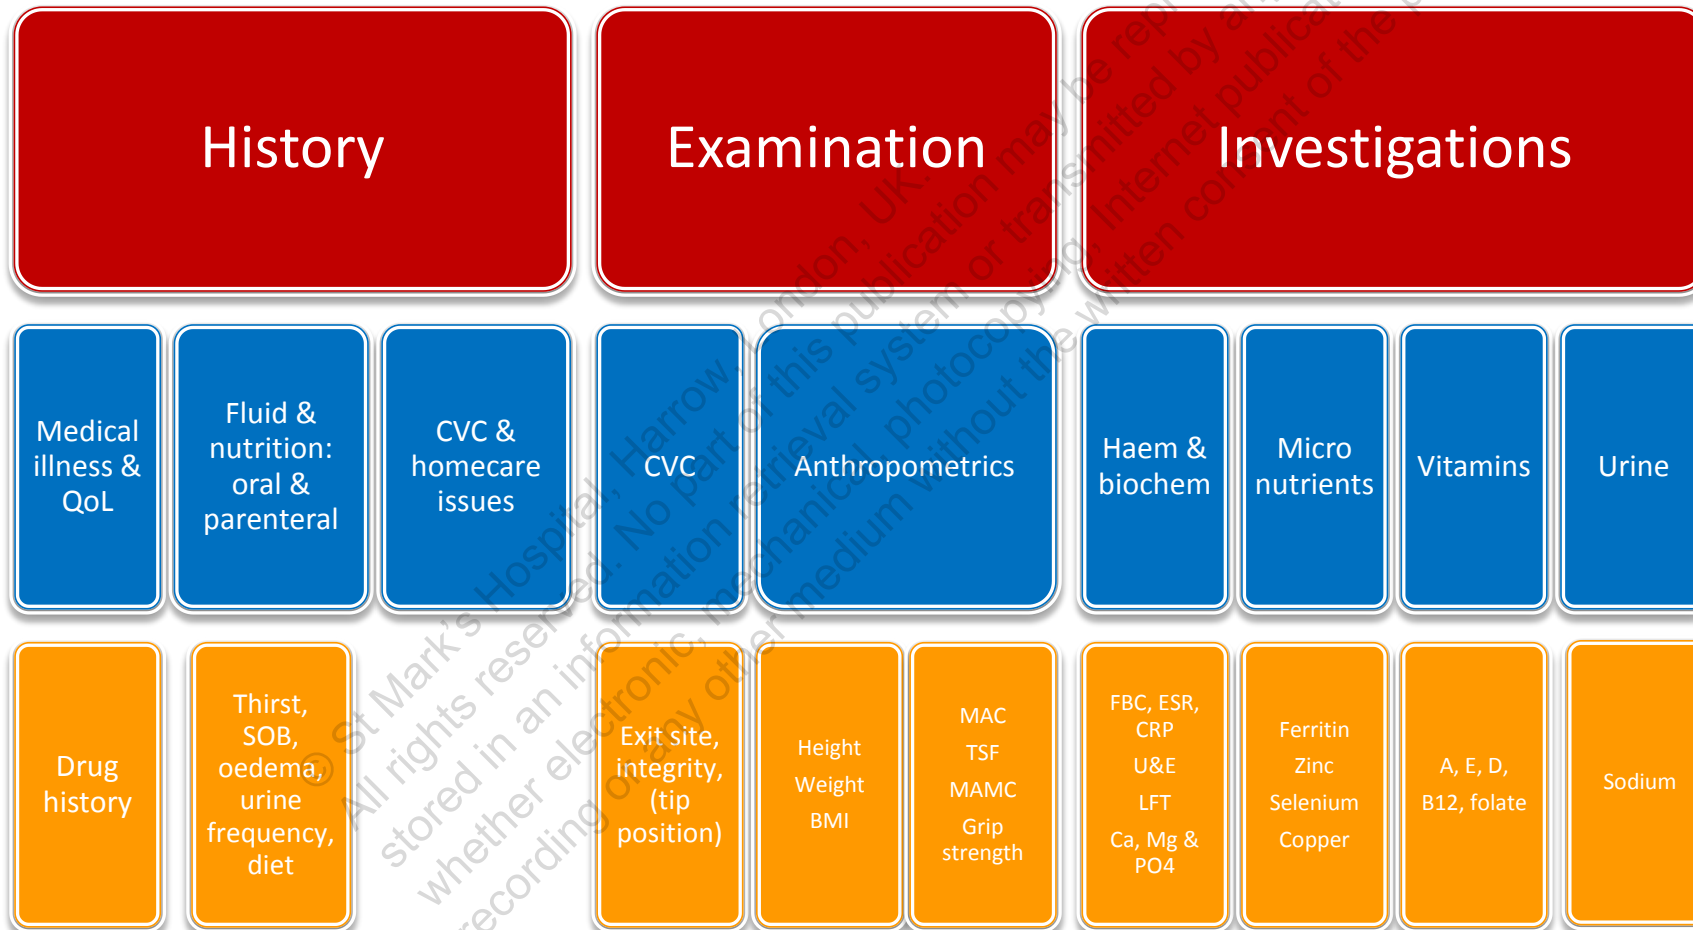 History
Examination
Investigations
Medical
illness &
QoL
Fluid &
nutrition:
oral &
parenteral
CVC &
homecare
issues
CVC
Anthropometrics
Haem &
biochem
Micro
nutrients
Vitamins
Urine
Drug
history
Thirst,
SOB,
oedema,
urine
frequency,
diet
Exit site,
integrity,
(tip
position)
Height
Weight
BMI
MAC
TSF
MAMC
Grip
strength
FBC, ESR,
CRP
U&E
LFT
Ca, Mg &
PO4
Ferritin
Zinc
Selenium
Copper
A, E, D,
B12, folate
Sodium
© St Mark's Hospital, Harrow, London, UK.
All rights reserved. No part of this publication may be
stored in an information retrieval system or transmitted by
whether electronic, mechanical, photocopying, Internet publication
recording or any other medium without the written consent of the